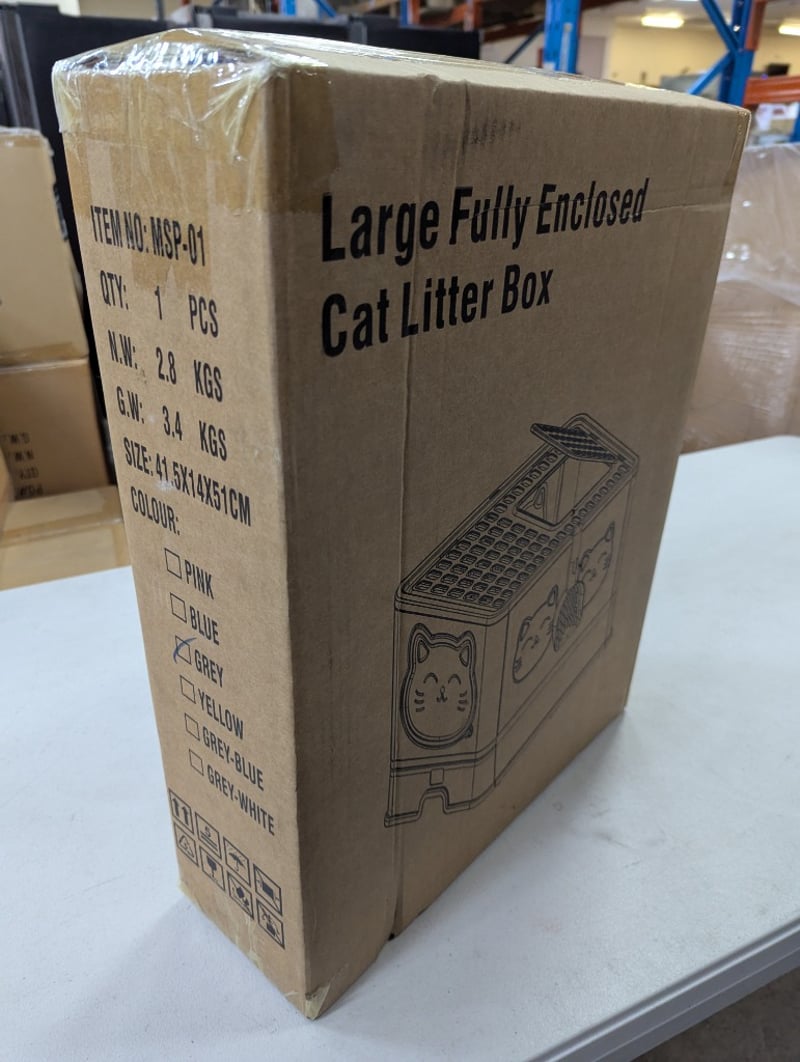 Large Fully Enclosed
Cat Litter Box
ITEM NO: MSP-01
QTY: 1 PCS
N.W: 2.8 KGS
G.W: 3.4 KGS
SIZE: 41.5X14X51CM
COLOUR:
PINK
BLUE
GREY
YELLOW
GREY-BLUE
GREY-WHITE